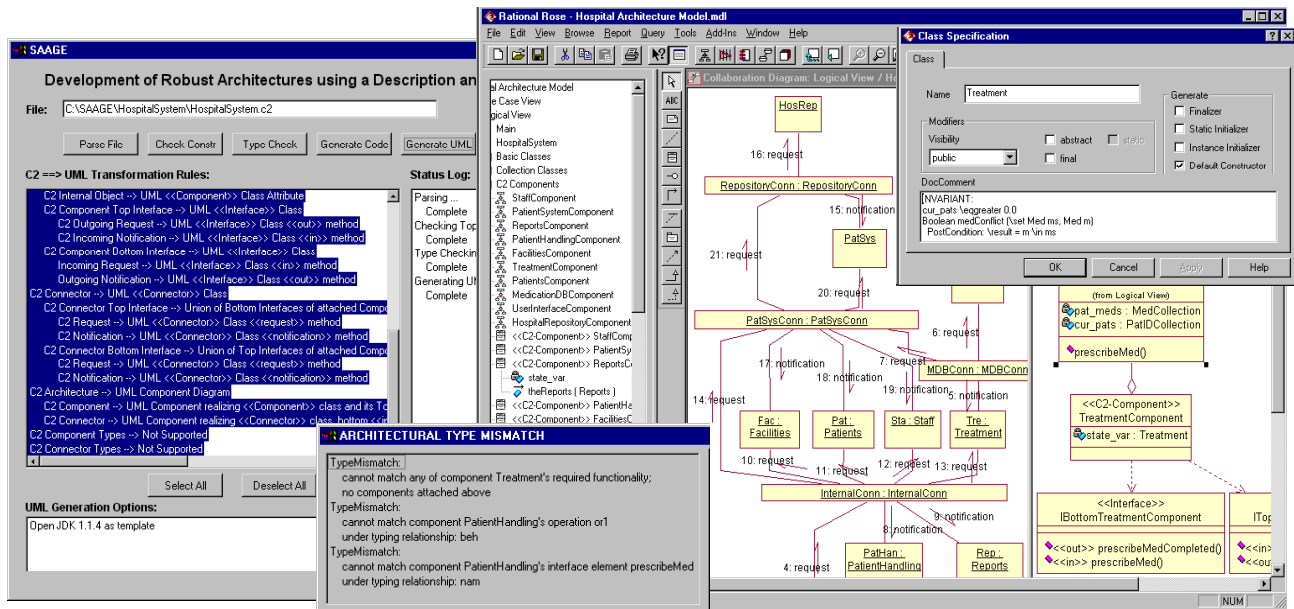 SAAGE
Development of Robust Architectures using a Description an
File: C:\SAAGE\HospitalSystem\HospitalSystem.c2
Parse File Check Constr Type Check Generate Code Generate UML
C2 ==> UML Transformation Rules:
C2 Internal Object --> UML <<Component>> Class Attribute
C2 Component Top Interface --> UML <<Interface>> Class
C2 Outgoing Request --> UML <<Interface>> Class <<out>> method
C2 Incoming Notification --> UML <<Interface>> Class <<in>> method
C2 Component Bottom Interface --> UML <<Interface>> Class
Incoming Request --> UML <<Interface>> Class <<in>> method
Outgoing Notification --> UML <<Interface>> Class <<out>> method
C2 Connector --> UML <<Connector>> Class
C2 Connector Top Interface --> Union of Bottom Interfaces of attached Compo
C2 Request --> UML <<Connector>> Class <<request>> method
C2 Notification --> UML <<Connector>> Class <<notification>> method
C2 Connector Bottom Interface --> Union of Top Interfaces of attached Compo
C2 Request --> UML <<Connector>> Class <<request>> method
C2 Notification --> UML <<Connector>> Class <<notification>> method
C2 Architecture --> UML Component Diagram
C2 Component --> UML Component realizing <<Component>> class and its To
C2 Connector --> UML Component realizing <<Connector>> class, bottom <<in
C2 Component Types --> Not Supported
C2 Connector Types --> Not Supported
Select All Deselect All
UML Generation Options:
Open JDK 1.1.4 as template
Status Log:
Parsing ...
Complete
Checking Top
Complete
Type Checkin
Complete
Generating UM
Complete
ARCHITECTURAL TYPE MISMATCH
TypeMismatch:
cannot match any of component Treatment's required functionality;
no components attached above
TypeMismatch:
cannot match component PatientHandling's operation or1
under typing relationship: beh
TypeMismatch:
cannot match component PatientHandling's interface element prescribeMed
under typing relationship: nam
Rational Rose - Hospital Architecture Model.mdl
File Edit View Browse Report Query Tools Add-Ins Window Help
al Architecture Model
e Case View
gical View
Main
HospitalSystem
Basic Classes
Collection Classes
C2 Components
StaffComponent
PatientSystemComponent
ReportsComponent
PatientHandlingComponent
FacilitiesComponent
TreatmentComponent
PatientsComponent
MedicationDBComponent
UserInterfaceComponent
HospitalRepositoryComponent
<<C2-Component>> StaffComp
<<C2-Component>> PatientSy
<<C2-Component>> ReportsCo
state_var
theReports ( Reports )
<<C2-Component>> PatientHa
<<C2-Component>> FacilitiesC
ABC
Collaboration Diagram: Logical View / Ho
HosRep
16: request
RepositoryConn : RepositoryConn
15: notification
21: request
PatSys
20: request
PatSysConn : PatSysConn
6: request
17: notification
7: request
18: notification
MDBConn : MDBConn
19: notification
5: notification
14: request
Fac :
Facilities
Pat :
Patients
Sta : Staff
Tre :
Treatment
10: request
11: request
12: request
13: request
InternalConn : InternalConn
9: notification
8: notification
PatHan :
PatientHandling
Rep :
Reports
4: request
Class Specification
Class
Name Treatment
Modifiers
Visibility
public
abstract
static
final
Generate
Finalizer
Static Initializer
Instance Initializer
Default Constructor
DocComment
INVARIANT:
cur_pats \eqgreater 0.0
Boolean medConflict (\set Med ms, Med m)
PostCondition: \result = m \in ms
OK Cancel Apply Help
(from Logical View)
pat_meds : MedCollection
cur_pats : PatIDCollection
prescribeMed()
<<C2-Component>>
TreatmentComponent
state_var : Treatment
<<Interface>>
IBottomTreatmentComponent
<<out>> prescribeMedCompleted()
<<in>> prescribeMed()
ITop
<<in>
<<ou
NUM